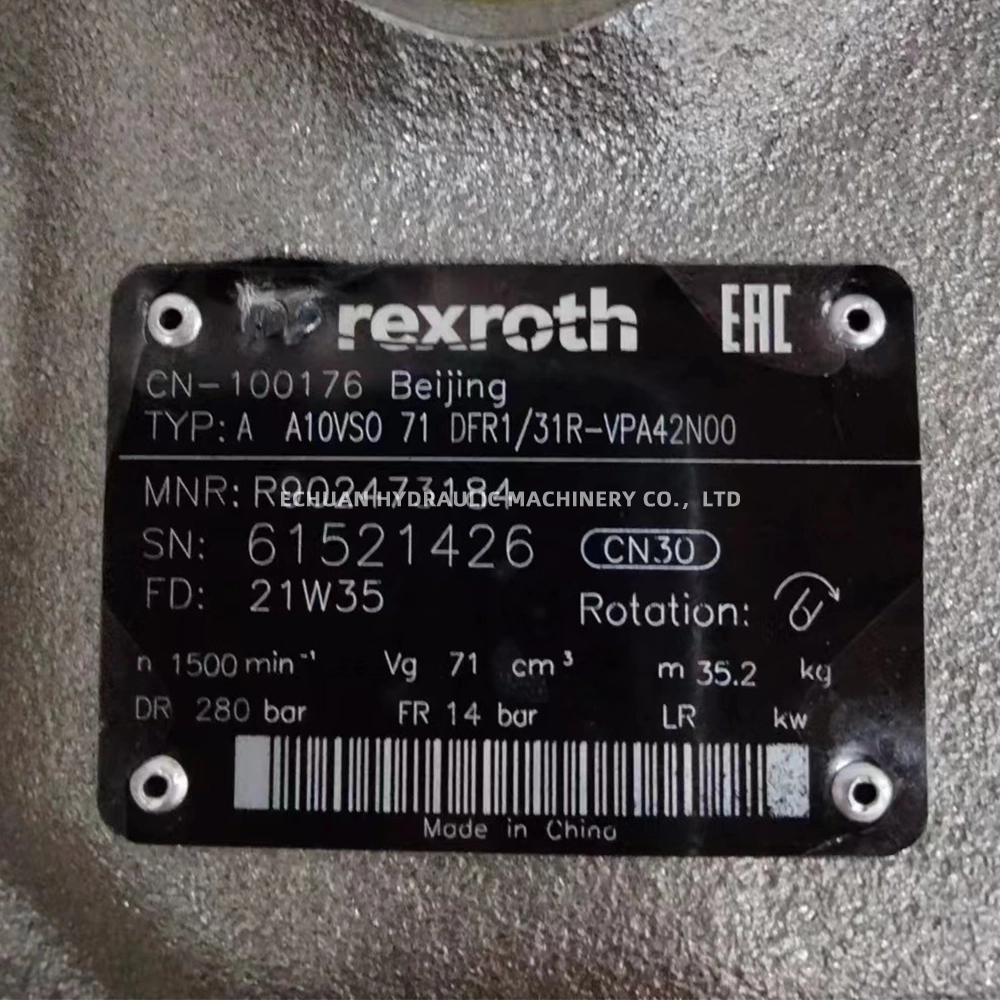 rexroth EAC
CN-100176 Beijing
TYP: A A10VSO 71 DFR1/31R-VPA42N00
MNR: R902473184
ECHUAN HYDRAULIC MACHINERY CO., LTD
SN: 61521426 CN30
FD: 21W35
Rotation:
n 1500 min⁻¹ Vg 71 cm³ m 35.2 kg
DR 280 bar FR 14 bar LR kw
Made in China